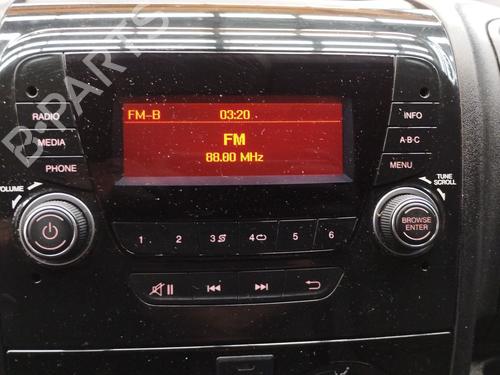 FM-B 03:20
FM
88.00 MHz
RADIO
MEDIA
PHONE
VOLUME
INFO
A-B-C
MENU
TUNE
SCROLL
BROWSE
ENTER
1 2 3 4 5 6
B-PARTS